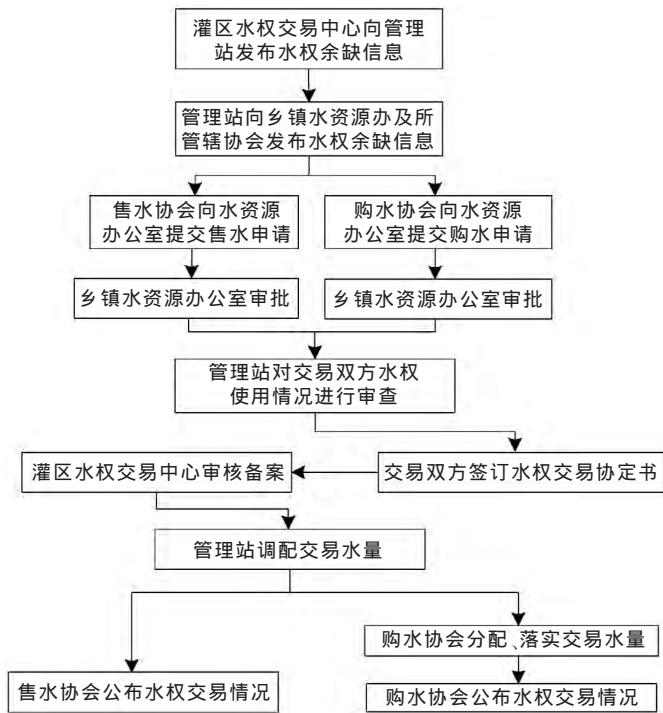 灌区水权交易中心向管理
站发布水权余缺信息
管理站向乡镇水资源办及所
管辖协会发布水权余缺信息
售水协会向水资源
办公室提交售水申请
购水协会向水资源
办公室提交购水申请
乡镇水资源办公室审批
乡镇水资源办公室审批
管理站对交易双方水权
使用情况进行审查
灌区水权交易中心审核备案
交易双方签订水权交易协定书
管理站调配交易水量
购水协会分配、落实交易水量
售水协会公布水权交易情况
购水协会公布水权交易情况